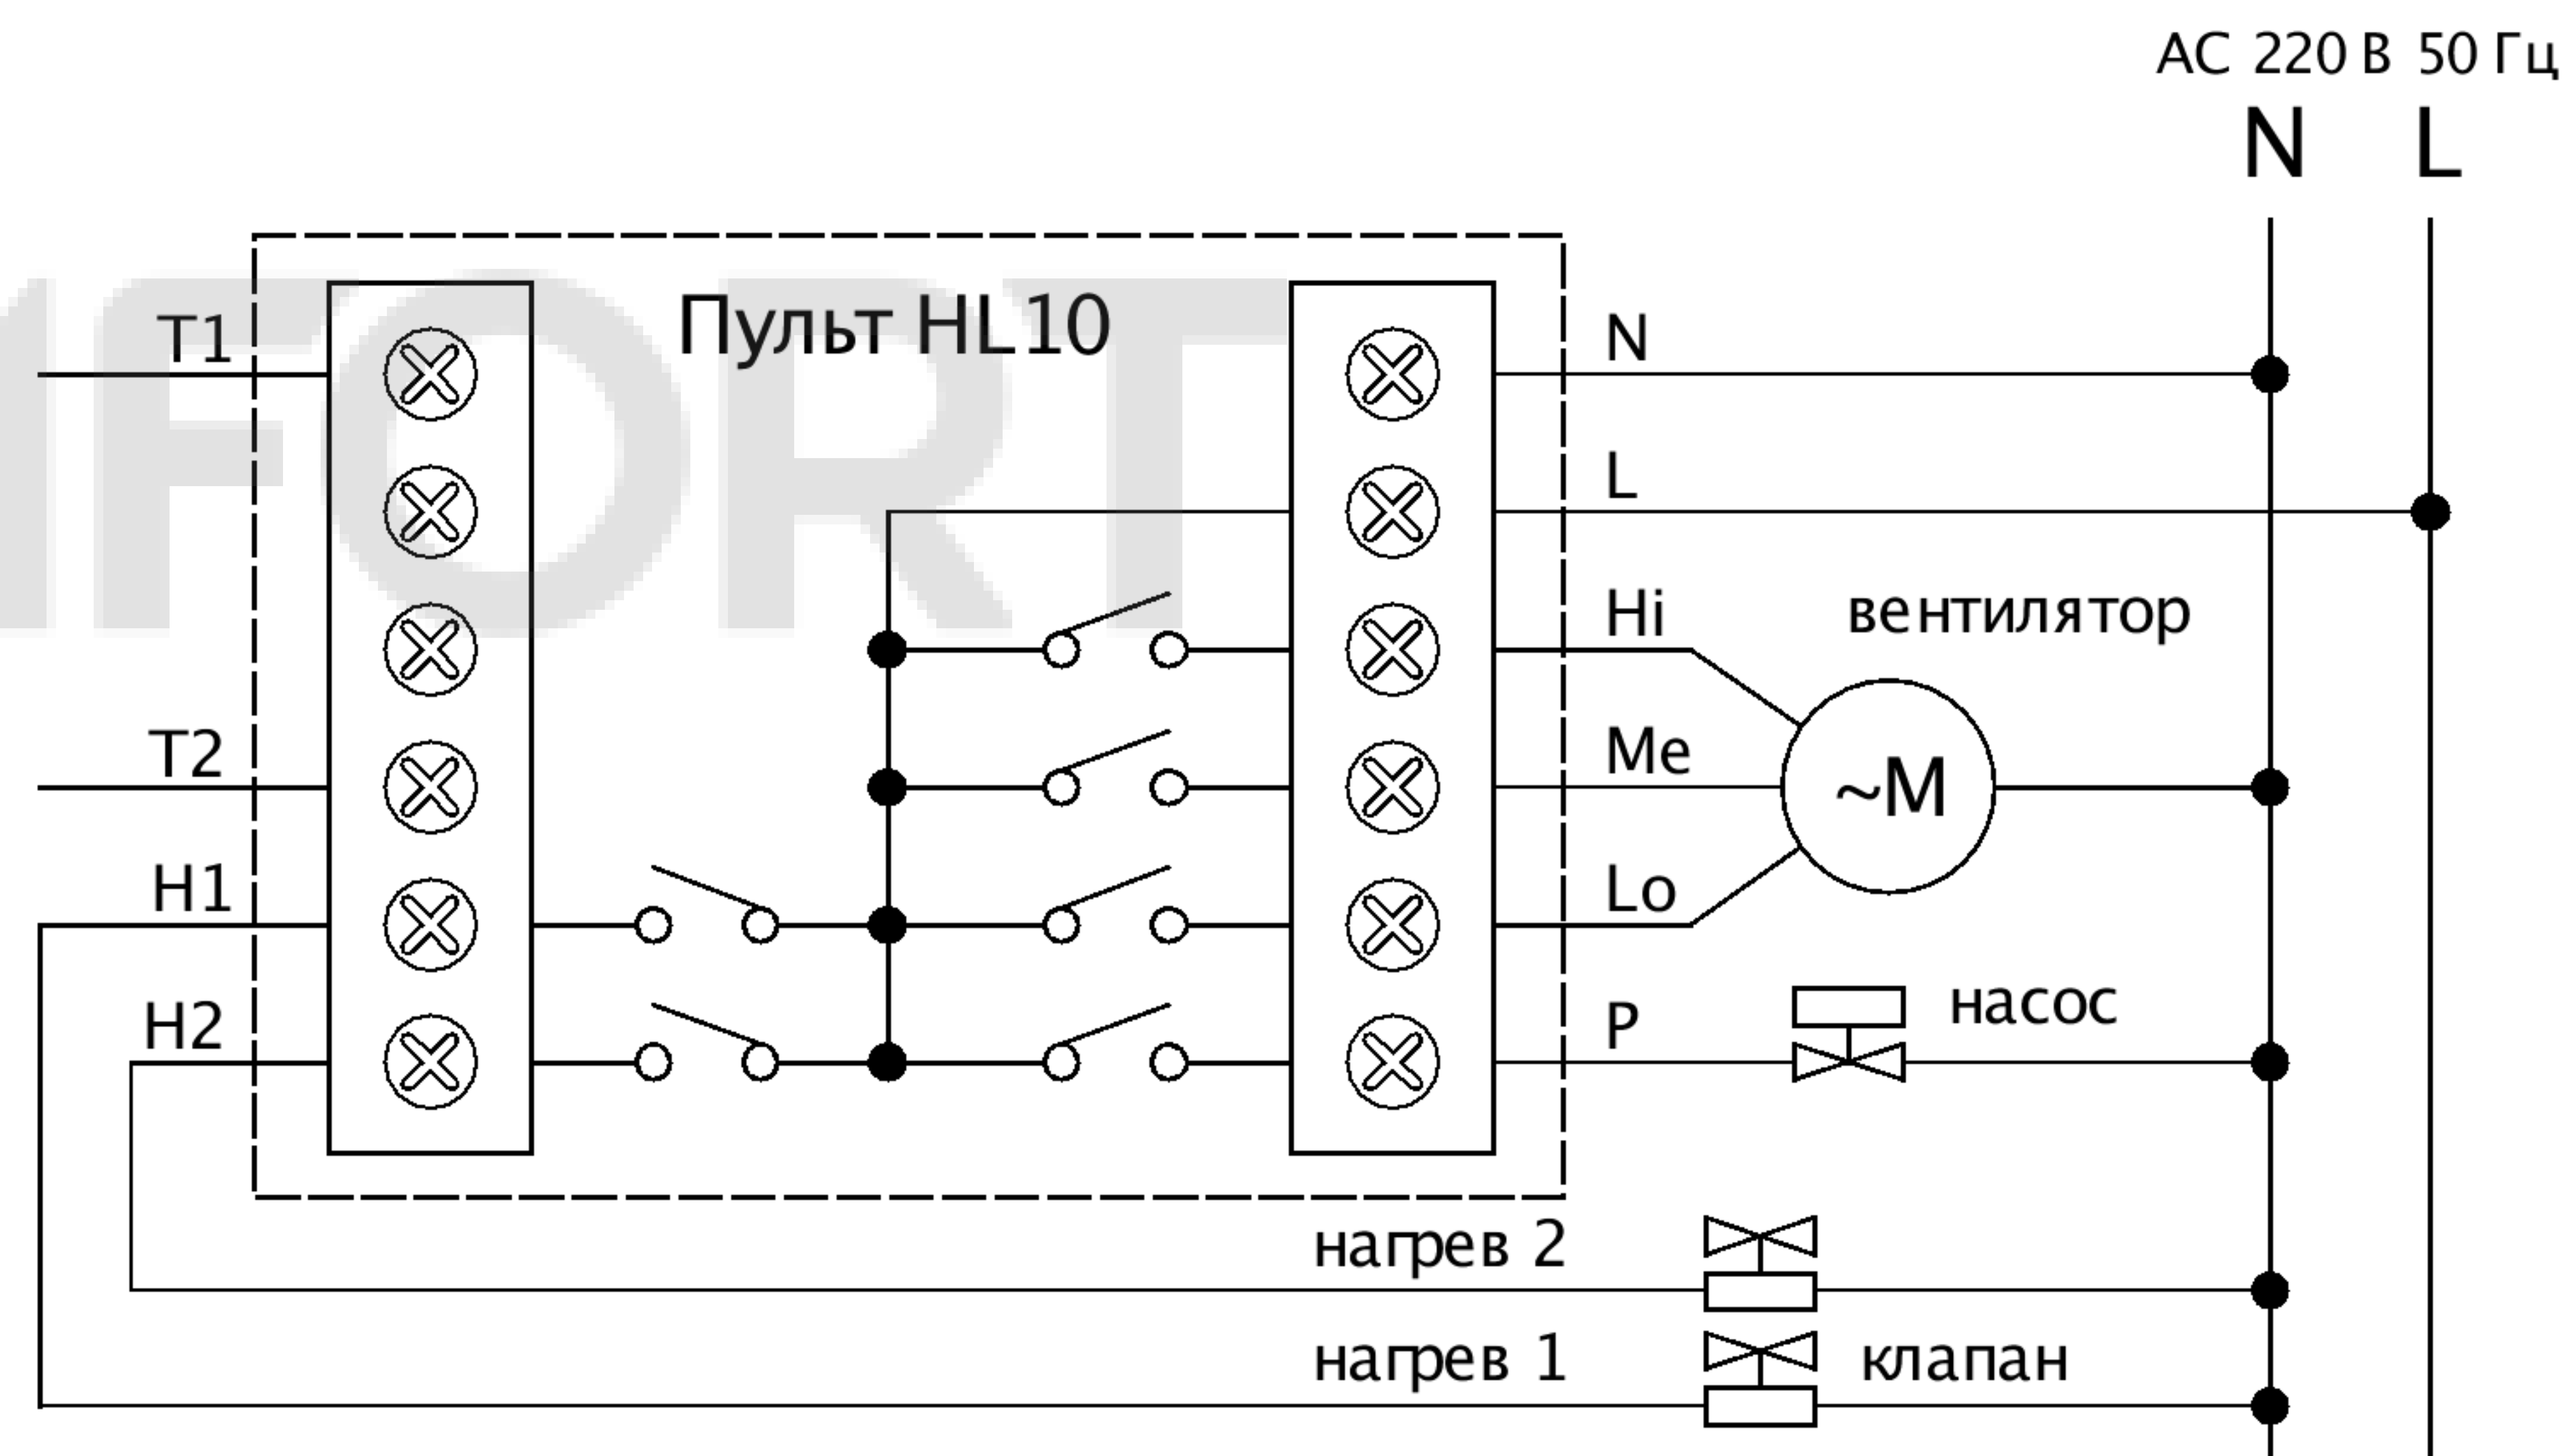 AC 220 В 50 Гц
N L
Пульт HL10
T1
N
L
Hi
вентилятор
T2
Me
~M
H1
Lo
H2
P
насос
нагрев 2
нагрев 1
клапан